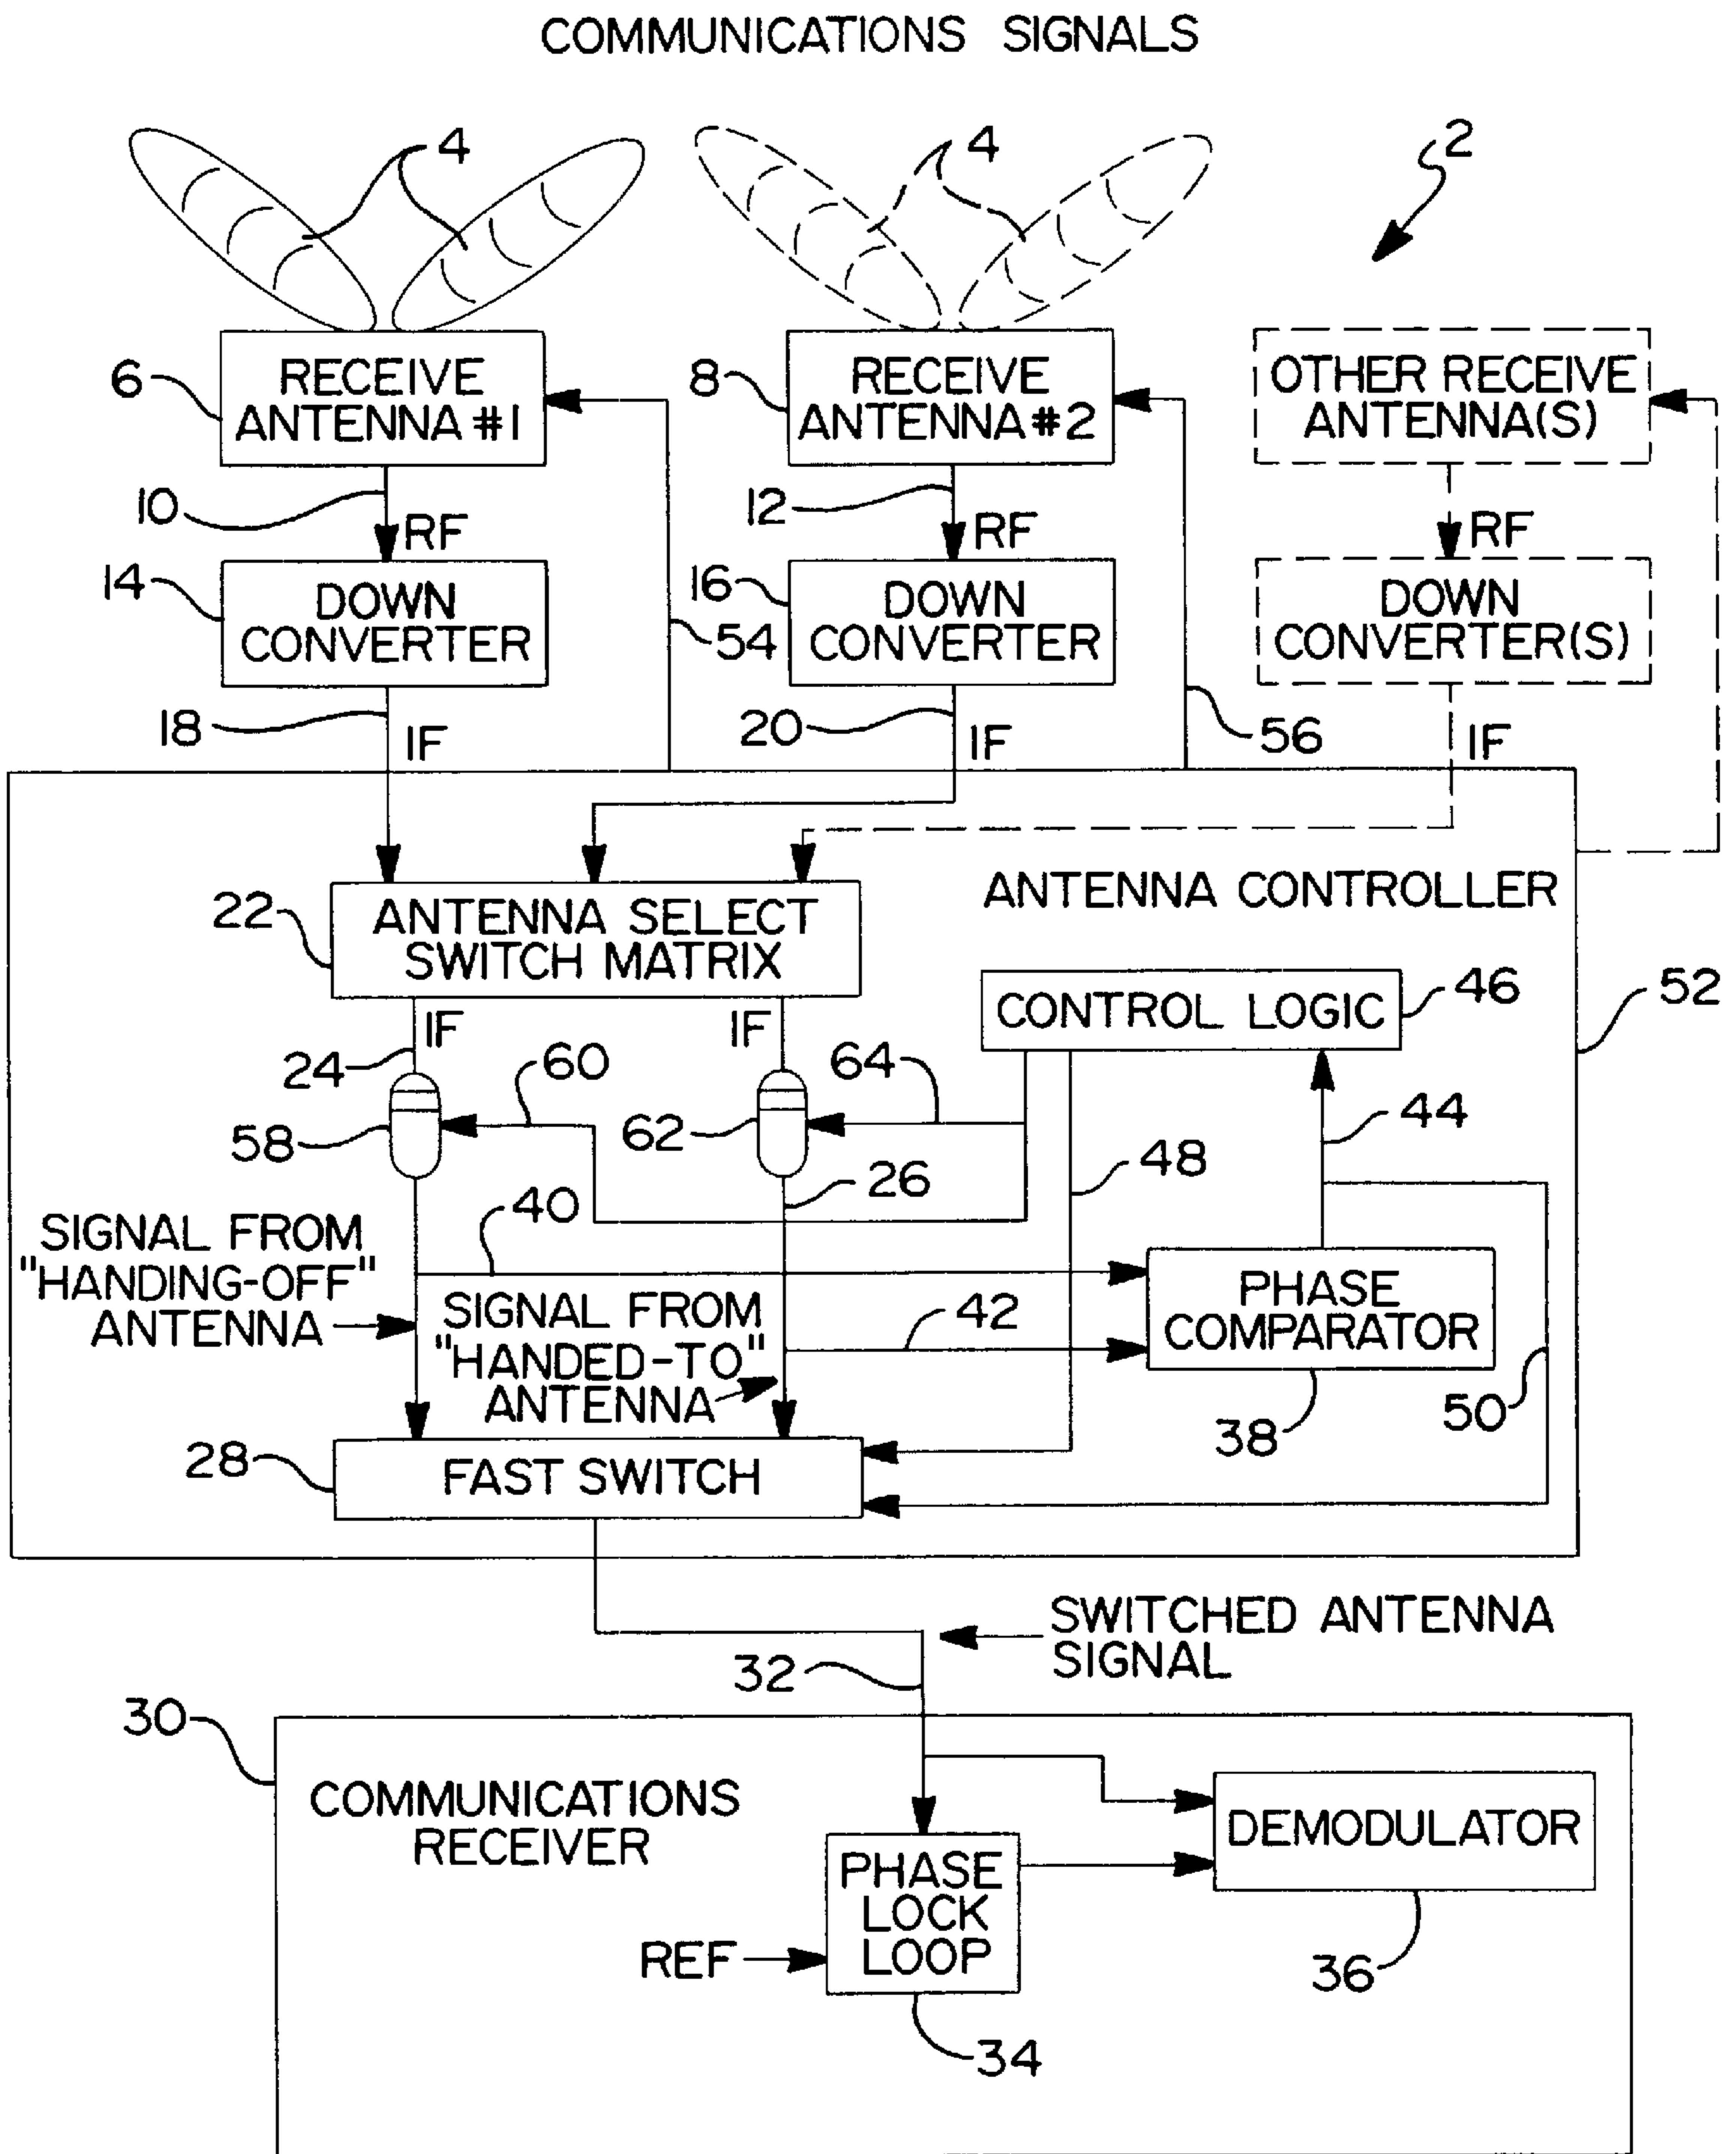 COMMUNICATIONS SIGNALS
4
4
2
6
RECEIVE
ANTENNA #1
8
RECEIVE
ANTENNA #2
OTHER RECEIVE
ANTENNA(S)
10
RF
12
RF
RF
14
DOWN
CONVERTER
54
16
DOWN
CONVERTER
DOWN
CONVERTER(S)
18
IF
20
IF
56
IF
ANTENNA CONTROLLER
22
ANTENNA SELECT
SWITCH MATRIX
CONTROL LOGIC
46
52
IF
IF
24
60
64
58
62
44
48
26
40
SIGNAL FROM
"HANDING-OFF"
ANTENNA
SIGNAL FROM
"HANDED-TO"
ANTENNA
42
PHASE
COMPARATOR
38
50
28
FAST SWITCH
SWITCHED ANTENNA
SIGNAL
32
30
COMMUNICATIONS
RECEIVER
DEMODULATOR
PHASE
LOCK
LOOP
REF
36
34